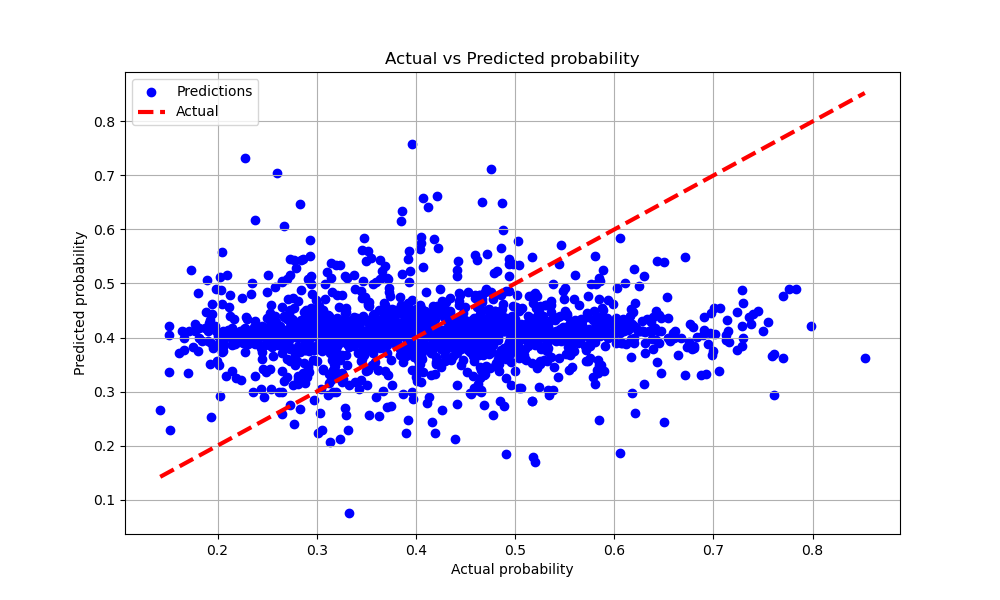 Actual vs Predicted probability
Predictions
Actual
Predicted probability
0.8
0.7
0.6
0.5
0.4
0.3
0.2
0.1
0.2 0.3 0.4 0.5 0.6 0.7 0.8
Actual probability